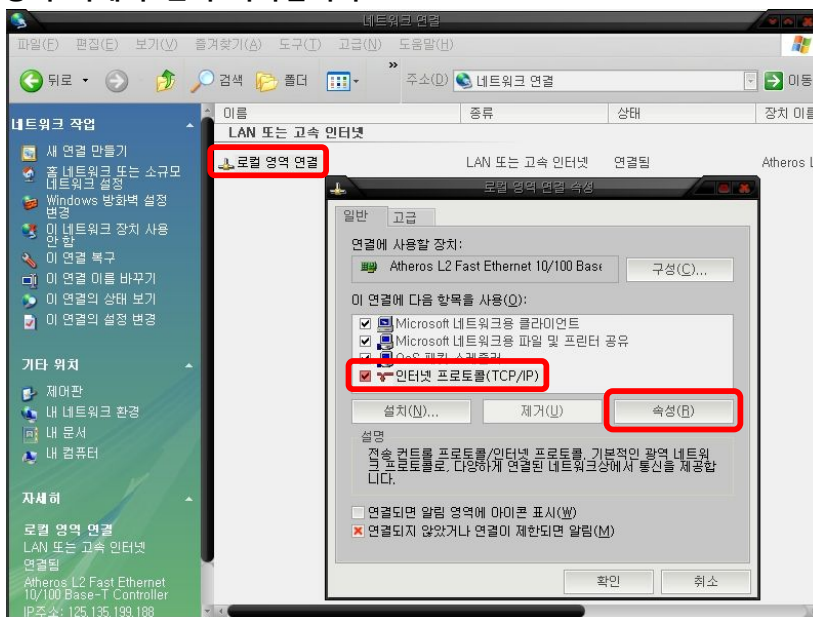 네트워크 연결
파일(F) 편집(E) 보기(V) 즐겨찾기(A) 도구(T) 고급(N) 도움말(H)
뒤로 검색 폴더 » 주소(D) 네트워크 연결 이동
네트워크 작업
새 연결 만들기
홈 네트워크 또는 소규모
네트워크 설정
Windows 방화벽 설정
변경
이 네트워크 장치 사용
안 함
이 연결 복구
이 연결 이름 바꾸기
이 연결의 상태 보기
이 연결의 설정 변경
기타 위치
제어판
내 네트워크 환경
내 문서
내 컴퓨터
자세히
로컬 영역 연결
LAN 또는 고속 인터넷
연결됨
Atheros L2 Fast Ethernet
10/100 Base-T Controller
IP주소: 125.135.199.188
이름 종류 상태 장치 이름
LAN 또는 고속 인터넷
로컬 영역 연결 LAN 또는 고속 인터넷 연결됨 Atheros L
로컬 영역 연결 속성
일반 고급
연결에 사용할 장치:
Atheros L2 Fast Ethernet 10/100 Base
구성(C)...
이 연결에 다음 항목을 사용(O):
Microsoft 네트워크용 클라이언트
Microsoft 네트워크용 파일 및 프린터 공유
QoS 패킷 스케줄러
인터넷 프로토콜(TCP/IP)
설치(N)... 제거(U) 속성(R)
설명
전송 컨트롤 프로토콜/인터넷 프로토콜. 기본적인 광역 네트워
크 프로토콜로, 다양하게 연결된 네트워크상에서 통신을 제공합
니다.
연결되면 알림 영역에 아이콘 표시(W)
연결되지 않았거나 연결이 제한되면 알림(M)
확인 취소